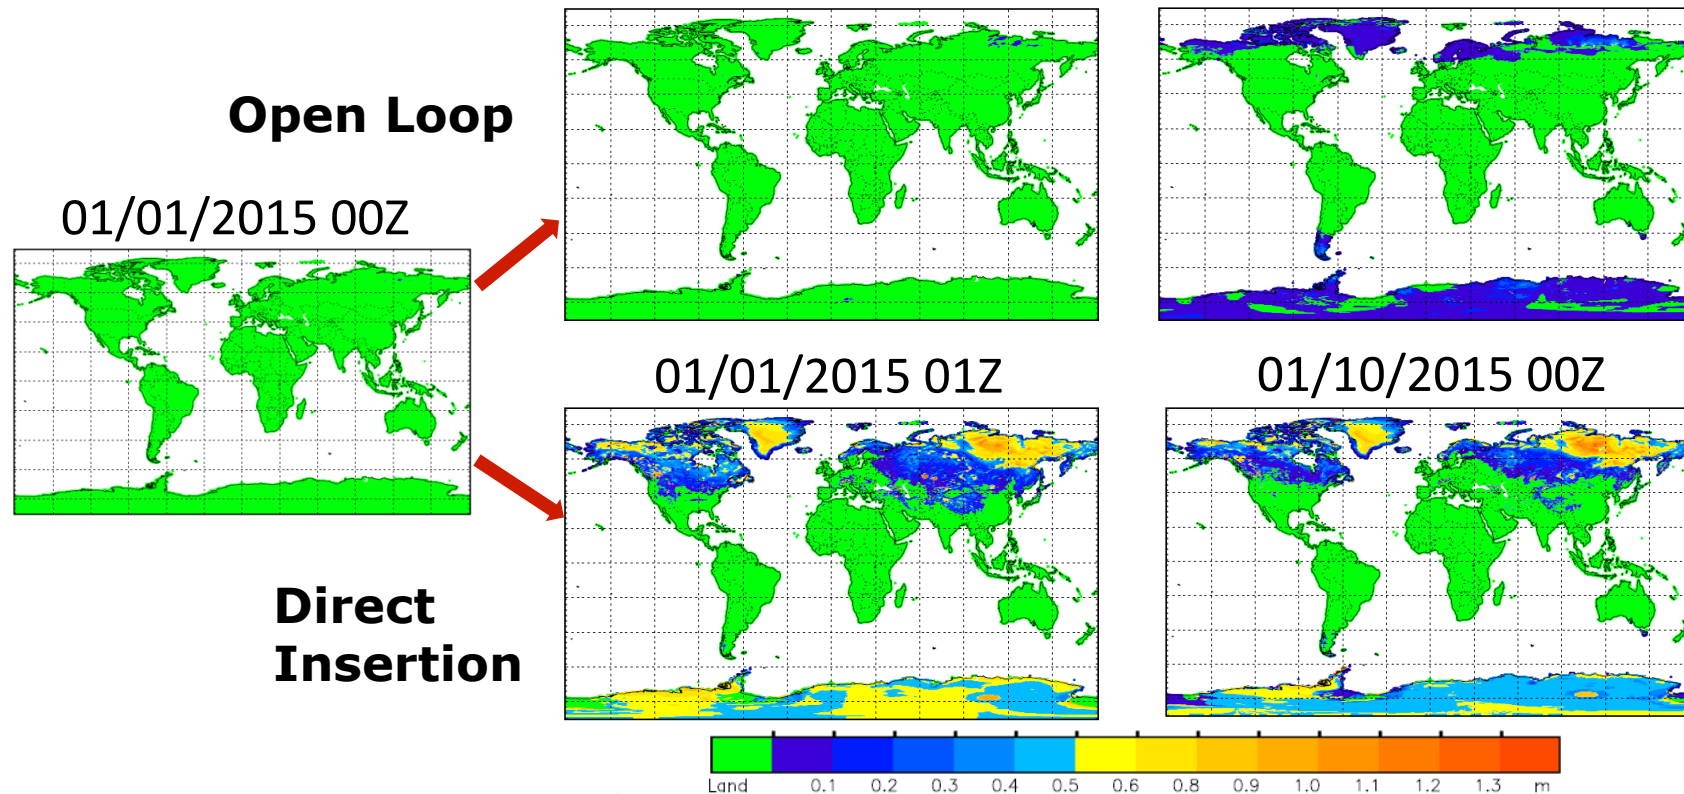 Open Loop
01/01/2015 00Z
01/01/2015 01Z
01/10/2015 00Z
Direct
Insertion
Land 0.1 0.2 0.3 0.4 0.5 0.6 0.8 0.9 1.0 1.1 1.2 1.3 m